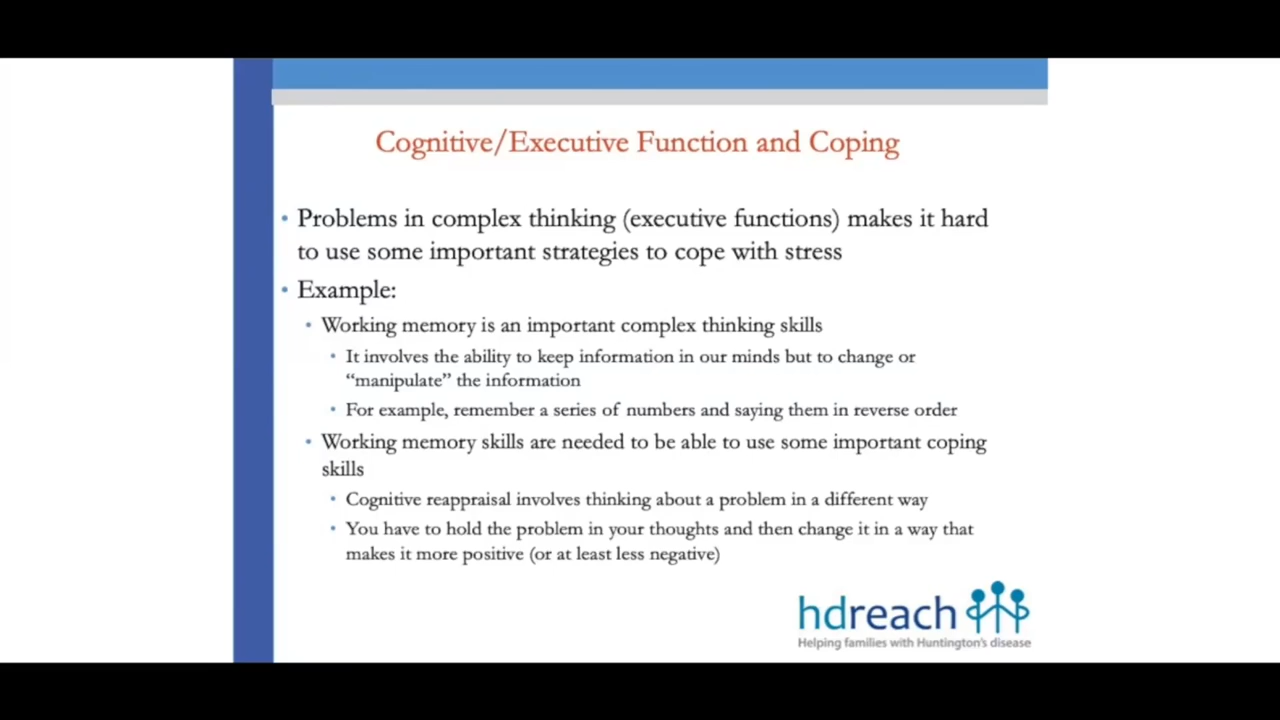 Cognitive/Executive Function and Coping
• Problems in complex thinking (executive functions) makes it hard
to use some important strategies to cope with stress
• Example:
• Working memory is an important complex thinking skills
• It involves the ability to keep information in our minds but to change or
“manipulate” the information
• For example, remember a series of numbers and saying them in reverse order
• Working memory skills are needed to be able to use some important coping
skills
• Cognitive reappraisal involves thinking about a problem in a different way
• You have to hold the problem in your thoughts and then change it in a way that
makes it more positive (or at least less negative)
hdreach
Helping families with Huntington's disease